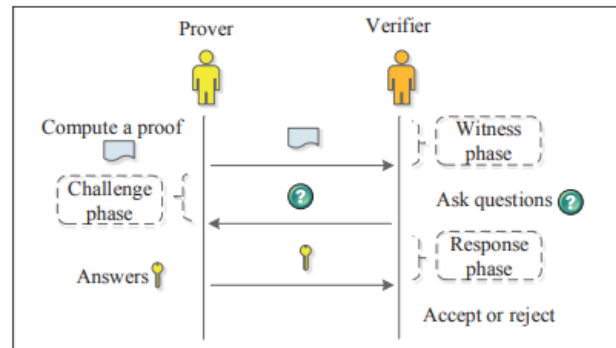 Prover
Verifier
Compute a proof
Witness
phase
Challenge
phase
?
Ask questions ?
Answers
Response
phase
Accept or reject